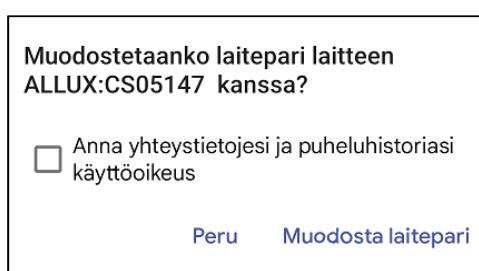 Muodostetaanko laitepari laitteen
ALLUX:CS05147 kanssa?
Anna yhteystietojesi ja puheluhistoriasi
käyttöoikeus
Peru Muodosta laitepari